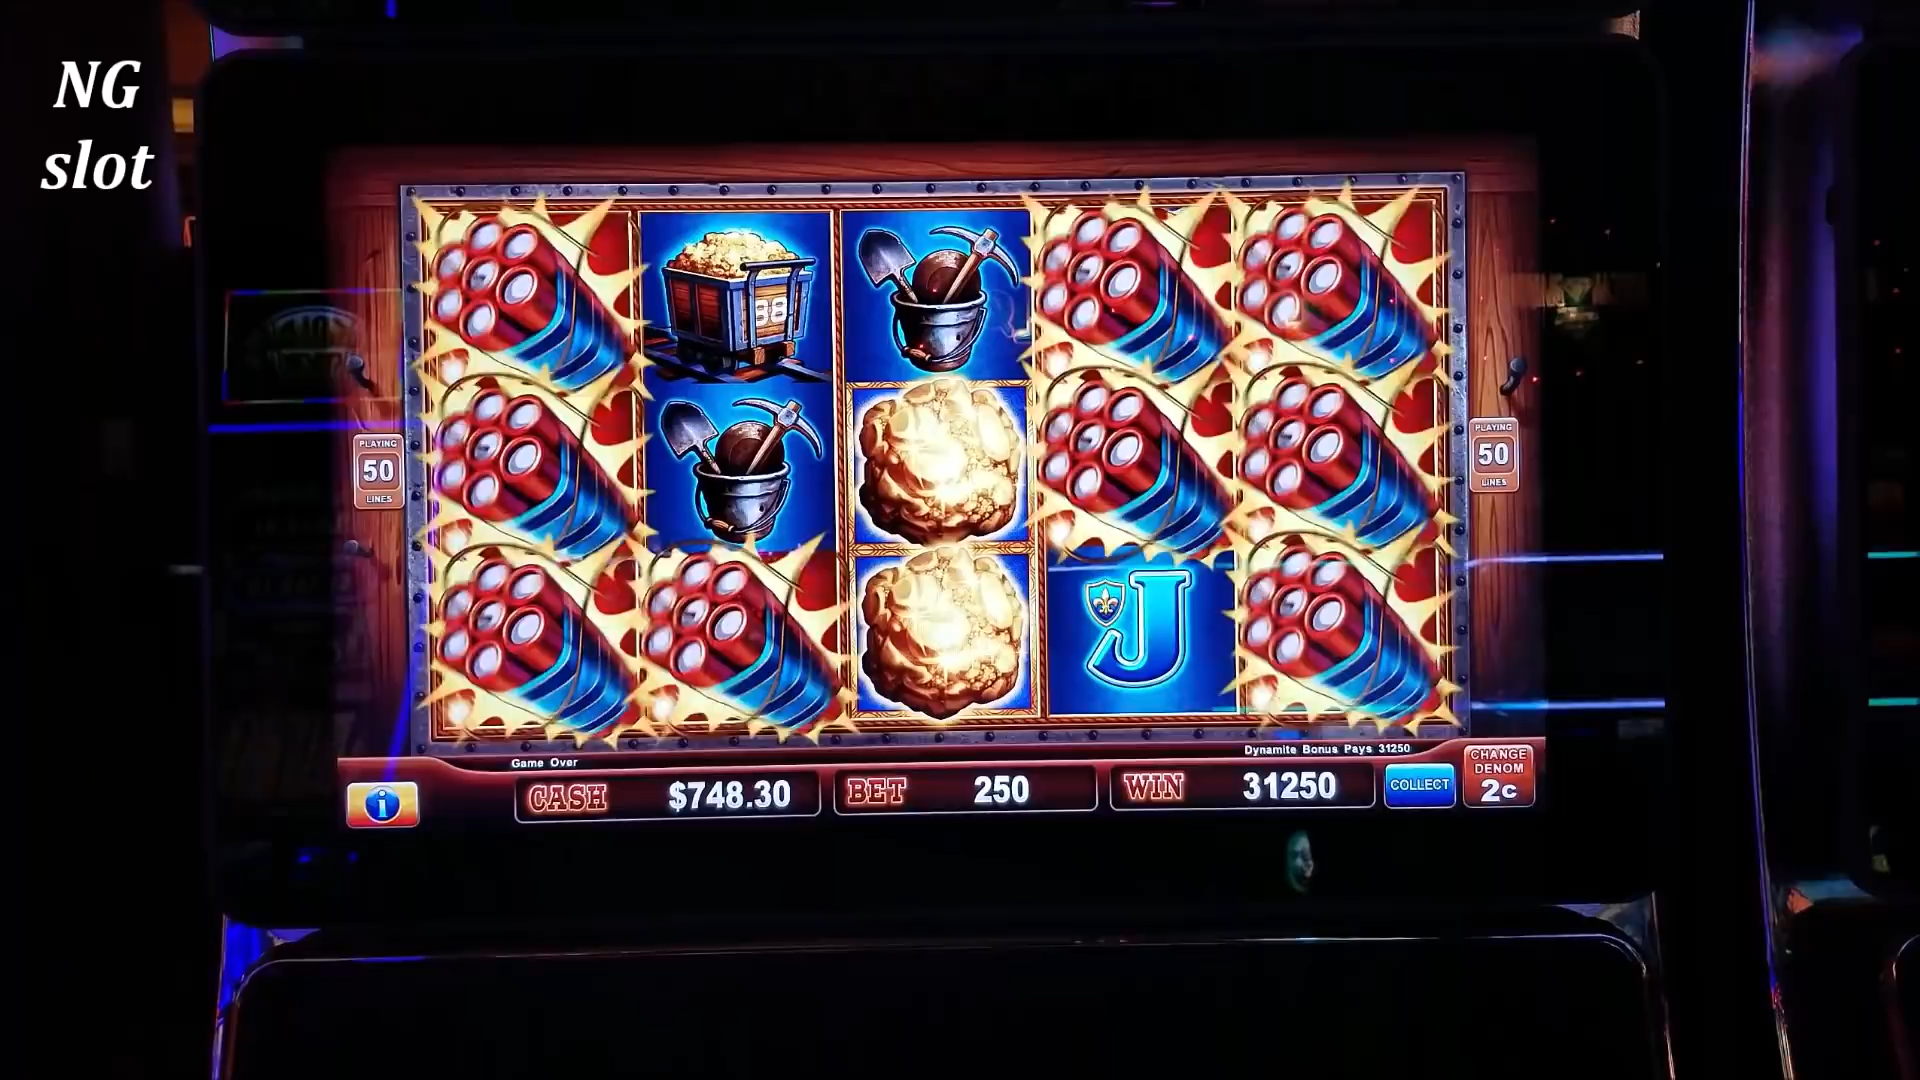 NG
slot
88
PLAYING
50
LINES
PLAYING
50
LINES
J
Game Over
Dynamite Bonus Pays 31250
CASH $748.30
BET 250
WIN 31250
COLLECT
CHANGE
DENOM
2c
i